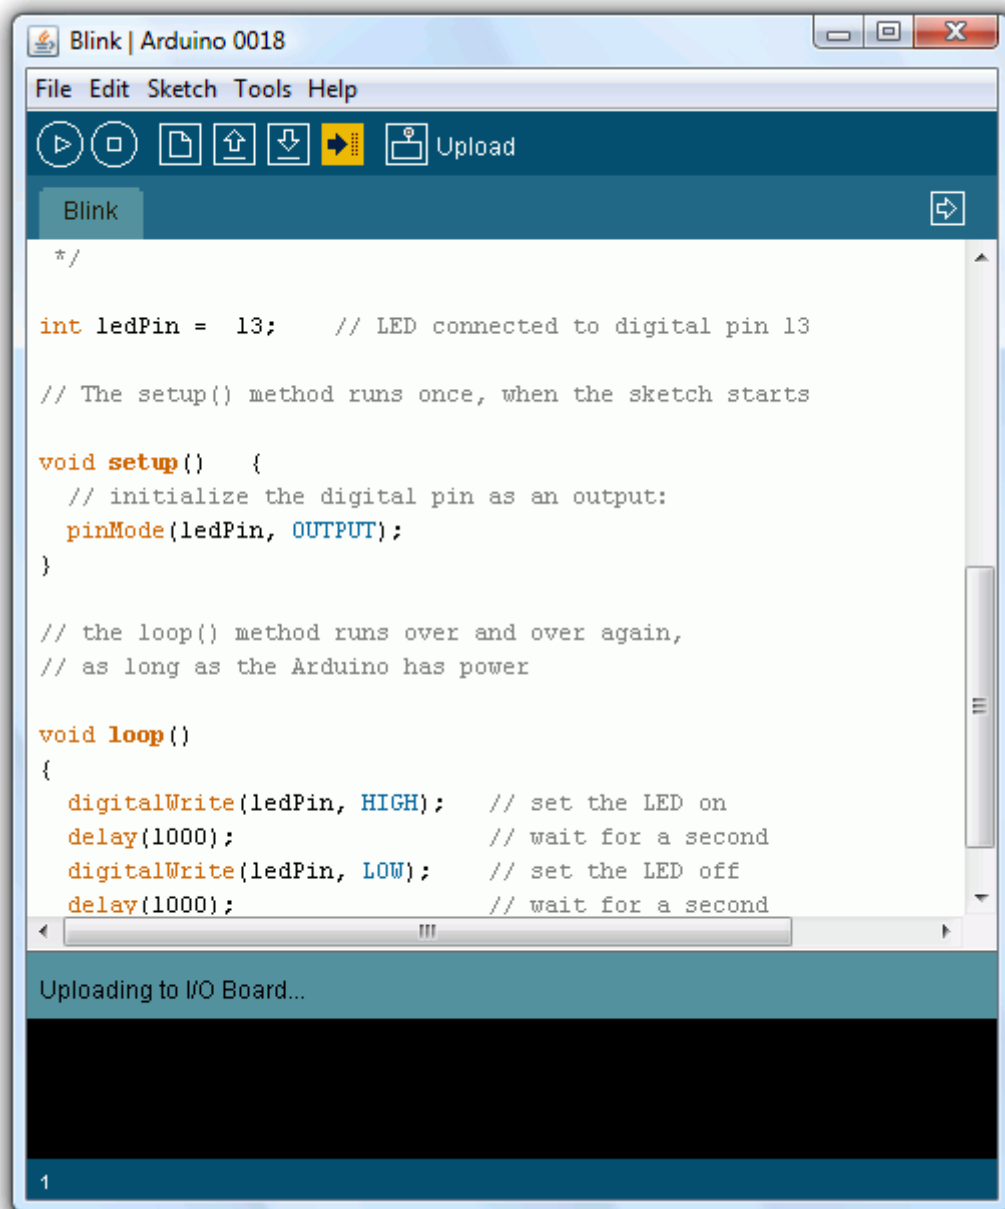 Blink | Arduino 0018
File Edit Sketch Tools Help
Upload
Blink
*/
int ledPin =  13;    // LED connected to digital pin 13
// The setup() method runs once, when the sketch starts
void setup()   {
  // initialize the digital pin as an output:
  pinMode(ledPin, OUTPUT);
}
// the loop() method runs over and over again,
// as long as the Arduino has power
void loop()
{
  digitalWrite(ledPin, HIGH);   // set the LED on
  delay(1000);                  // wait for a second
  digitalWrite(ledPin, LOW);    // set the LED off
  delay(1000);                  // wait for a second
Uploading to I/O Board...
1